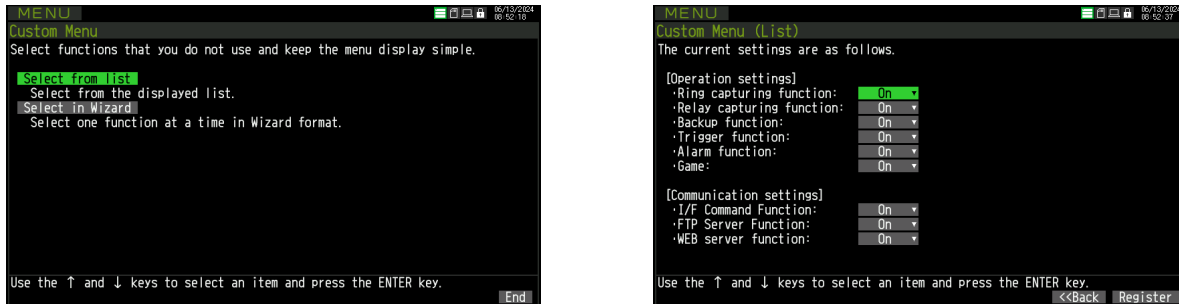 MENU
06/13/2024
08:52:18
Custom Menu
Select functions that you do not use and keep the menu display simple.
Select from list
Select from the displayed list.
Select in Wizard
Select one function at a time in Wizard format.
Use the ↑ and ↓ keys to select an item and press the ENTER key.
End
MENU
06/13/2024
08:52:37
Custom Menu (List)
The current settings are as follows.
[Operation settings]
·Ring capturing function: On ▼
·Relay capturing function: On ▼
·Backup function: On ▼
·Trigger function: On ▼
·Alarm function: On ▼
·Game: On ▼
[Communication settings]
·I/F Command Function: On ▼
·FTP Server Function: On ▼
·WEB server function: On ▼
Use the ↑ and ↓ keys to select an item and press the ENTER key.
<<Back Register